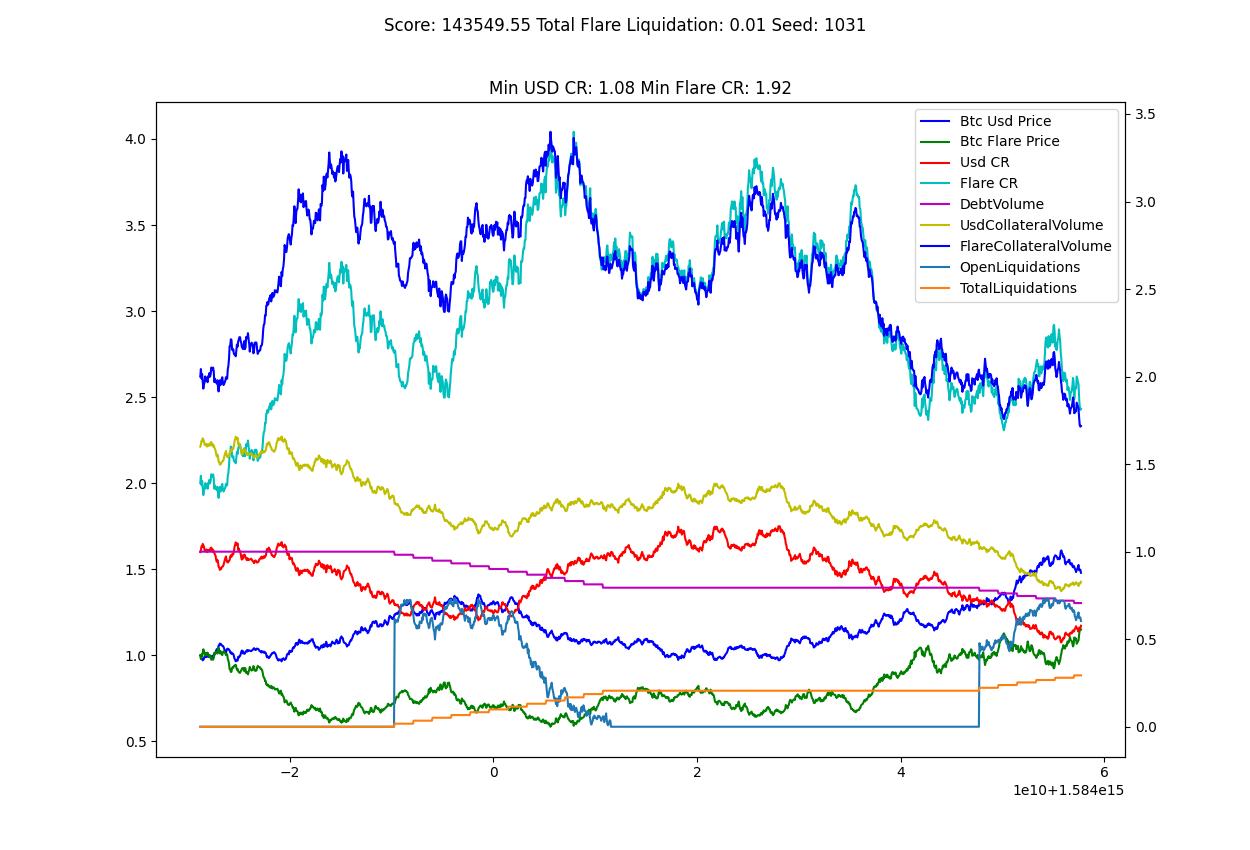 Score: 143549.55 Total Flare Liquidation: 0.01 Seed: 1031
Min USD CR: 1.08 Min Flare CR: 1.92
4.0
3.5
3.0
2.5
2.0
1.5
1.0
0.5
3.5
3.0
2.5
2.0
1.5
1.0
0.5
0.0
Btc Usd Price
Btc Flare Price
Usd CR
Flare CR
DebtVolume
UsdCollateralVolume
FlareCollateralVolume
OpenLiquidations
TotalLiquidations
−2 0 2 4 6
1e10+1.584e15